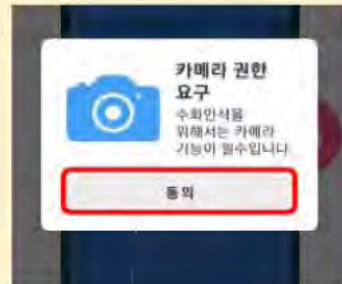 카메라 권한
요구
수화인식을
위해서는 카메라
기능이 필수입니다
동의